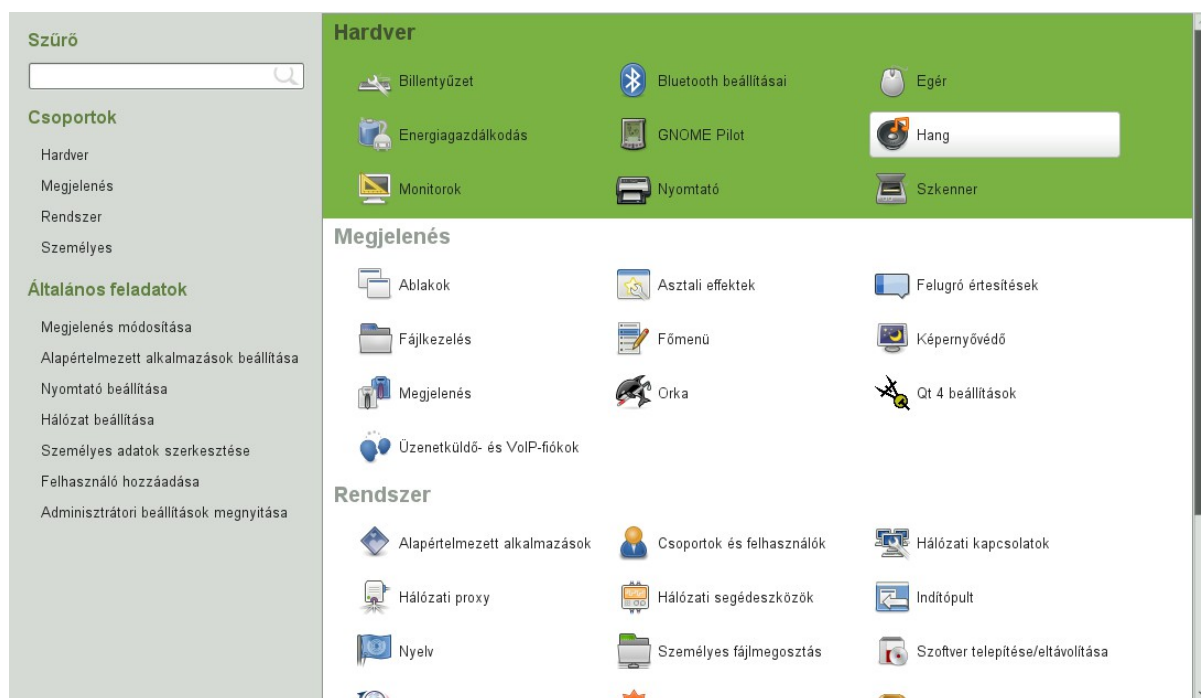 Szűrő
Csoportok
Hardver
Megjelenés
Rendszer
Személyes
Általános feladatok
Megjelenés módosítása
Alapértelmezett alkalmazások beállítása
Nyomtató beállítása
Hálózat beállítása
Személyes adatok szerkesztése
Felhasználó hozzáadása
Adminisztrátori beállítások megnyitása
Hardver
Billentyűzet
Bluetooth beállításai
Egér
Energiagazdálkodás
GNOME Pilot
Hang
Monitorok
Nyomtató
Szkenner
Megjelenés
Ablakok
Asztali effektek
Felugró értesítések
Fájlkezelés
Főmenü
Képernyővédő
Megjelenés
Orka
Qt 4 beállítások
Üzenetküldő- és VoIP-fiókok
Rendszer
Alapértelmezett alkalmazások
Csoportok és felhasználók
Hálózati kapcsolatok
Hálózati proxy
Hálózati segédeszközök
Indítópult
Nyelv
Személyes fájlmegosztás
Szoftver telepítése/eltávolítása